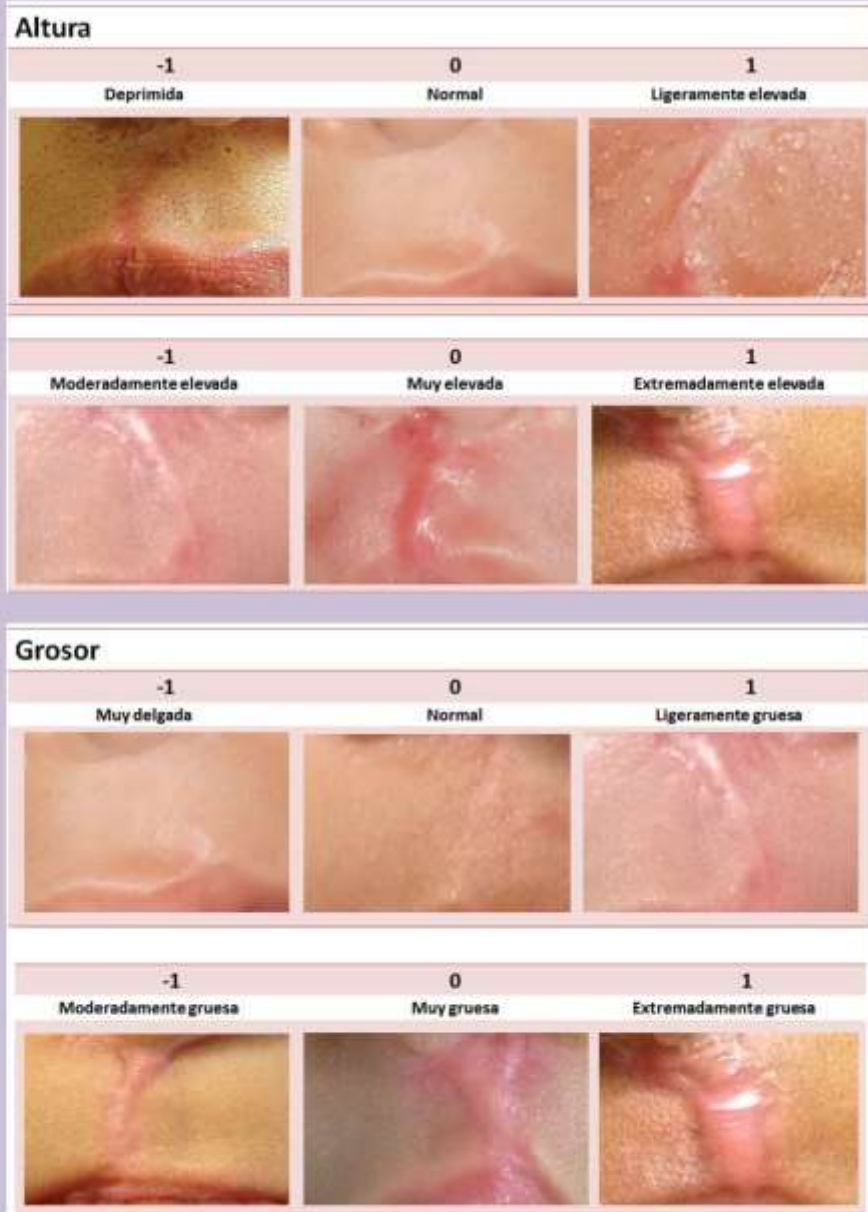 Altura
-1 0 1
Deprimida Normal Ligeramente elevada
-1 0 1
Moderadamente elevada Muy elevada Extremadamente elevada
Grosor
-1 0 1
Muy delgada Normal Ligeramente gruesa
-1 0 1
Moderadamente gruesa Muy gruesa Extremadamente gruesa